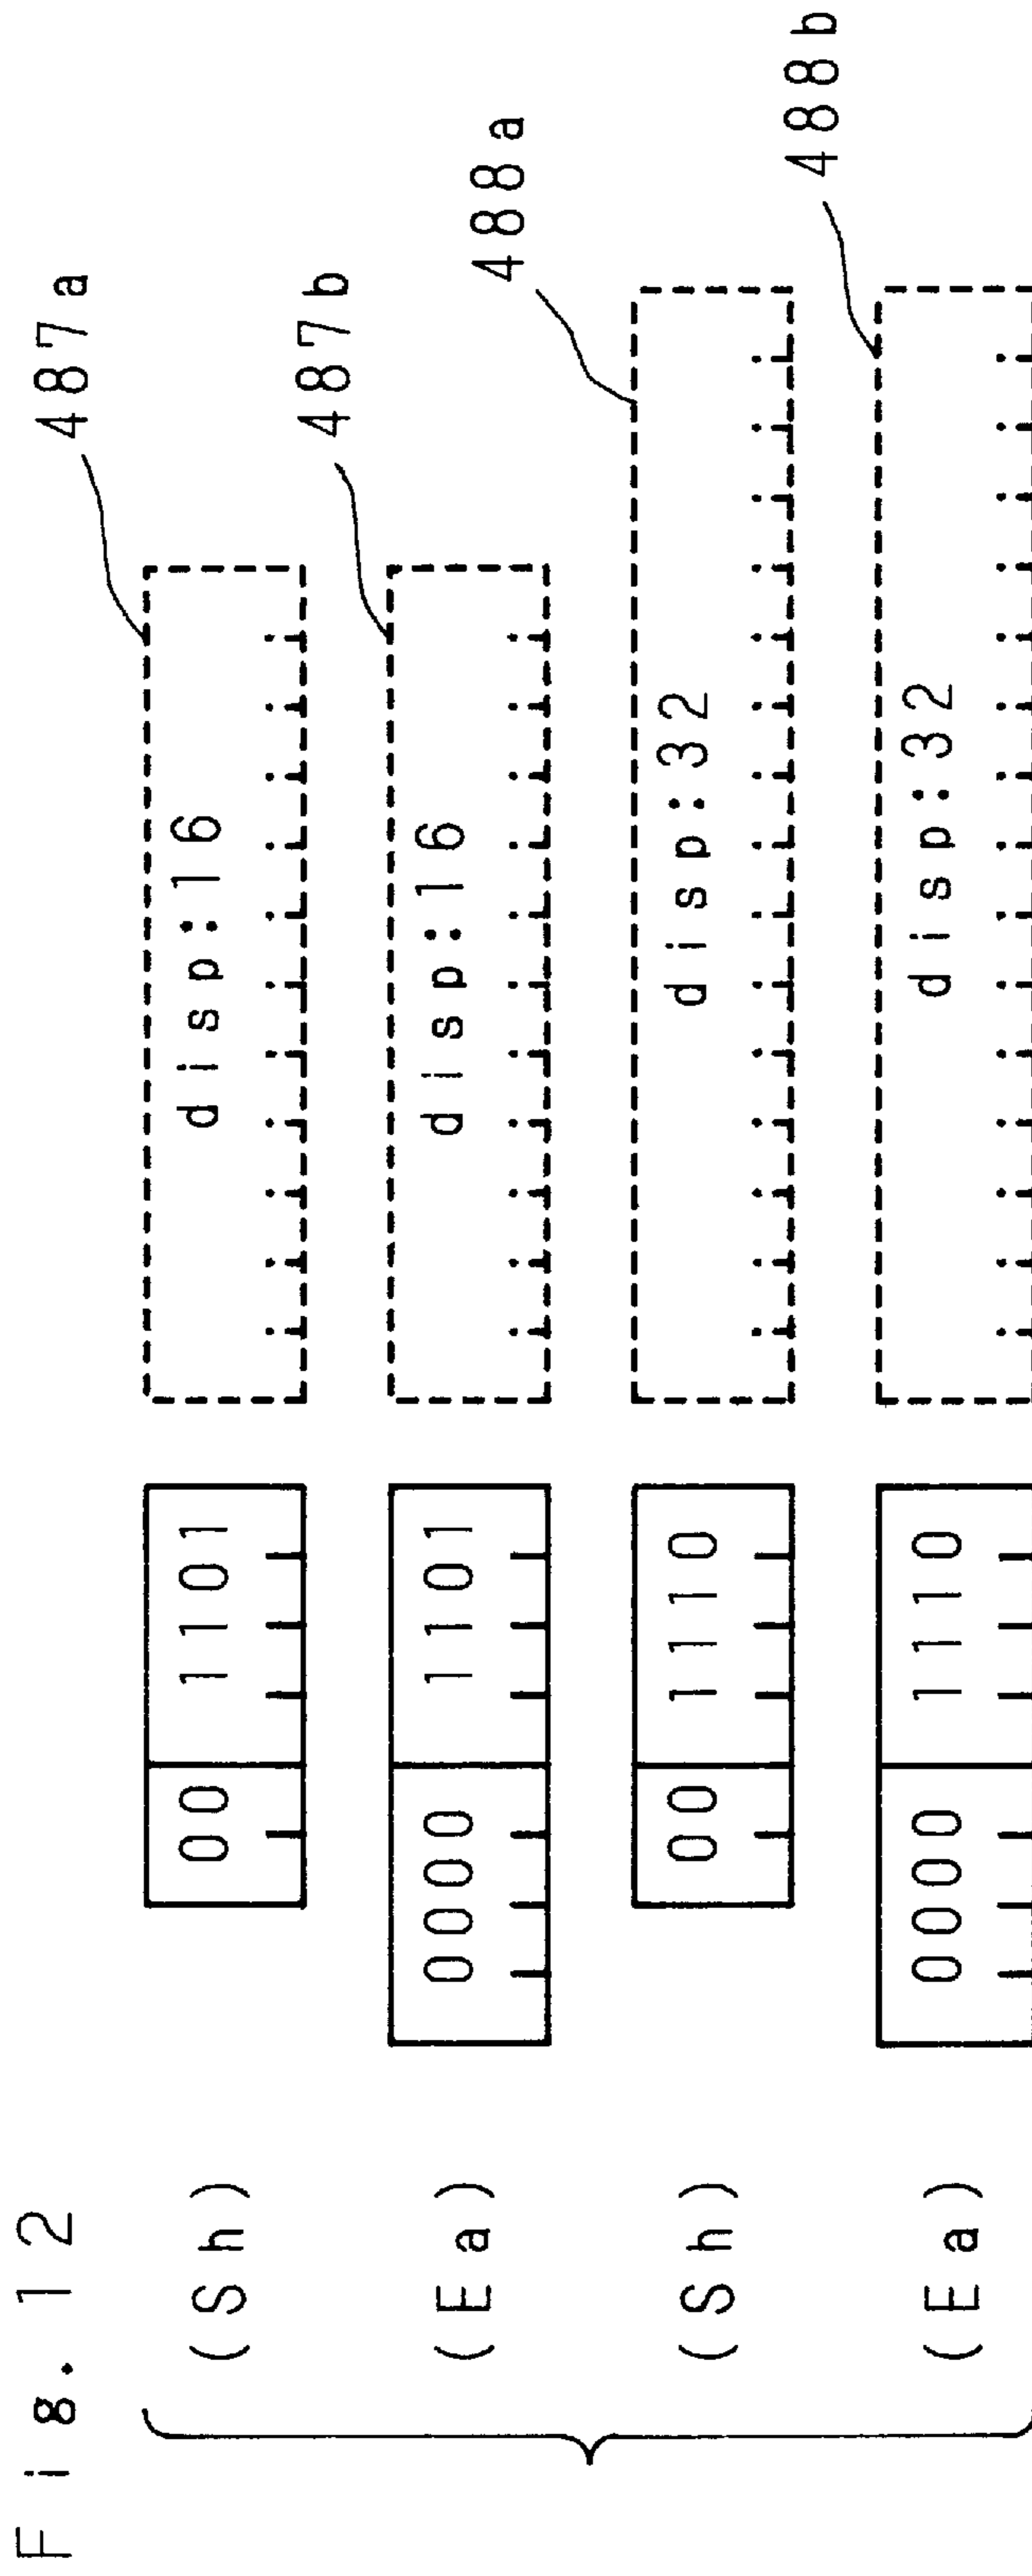 Fig. 12
487a
(Sh) 00 1101 disp:16
487b
(Ea) 0000 1101 disp:16
488a
(Sh) 00 1110 disp:32
488b
(Ea) 0000 1110 disp:32